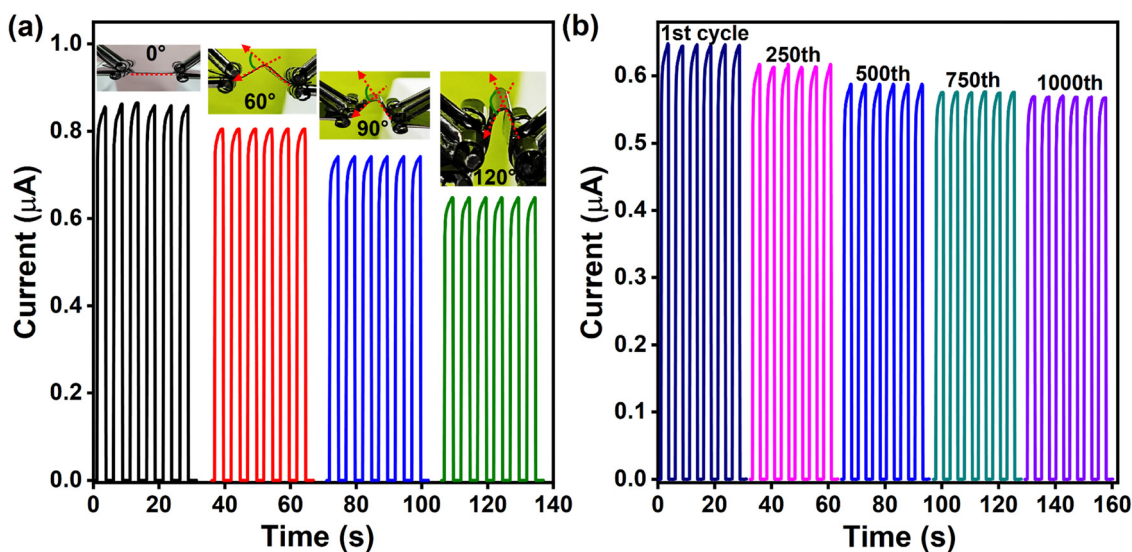 (a)
Current (μA)
1.0
0.8
0.6
0.4
0.2
0.0
0°
60°
90°
120°
0 20 40 60 80 100 120 140
Time (s)
(b)
Current (μA)
0.6
0.5
0.4
0.3
0.2
0.1
0.0
1st cycle
250th
500th
750th
1000th
0 20 40 60 80 100 120 140 160
Time (s)